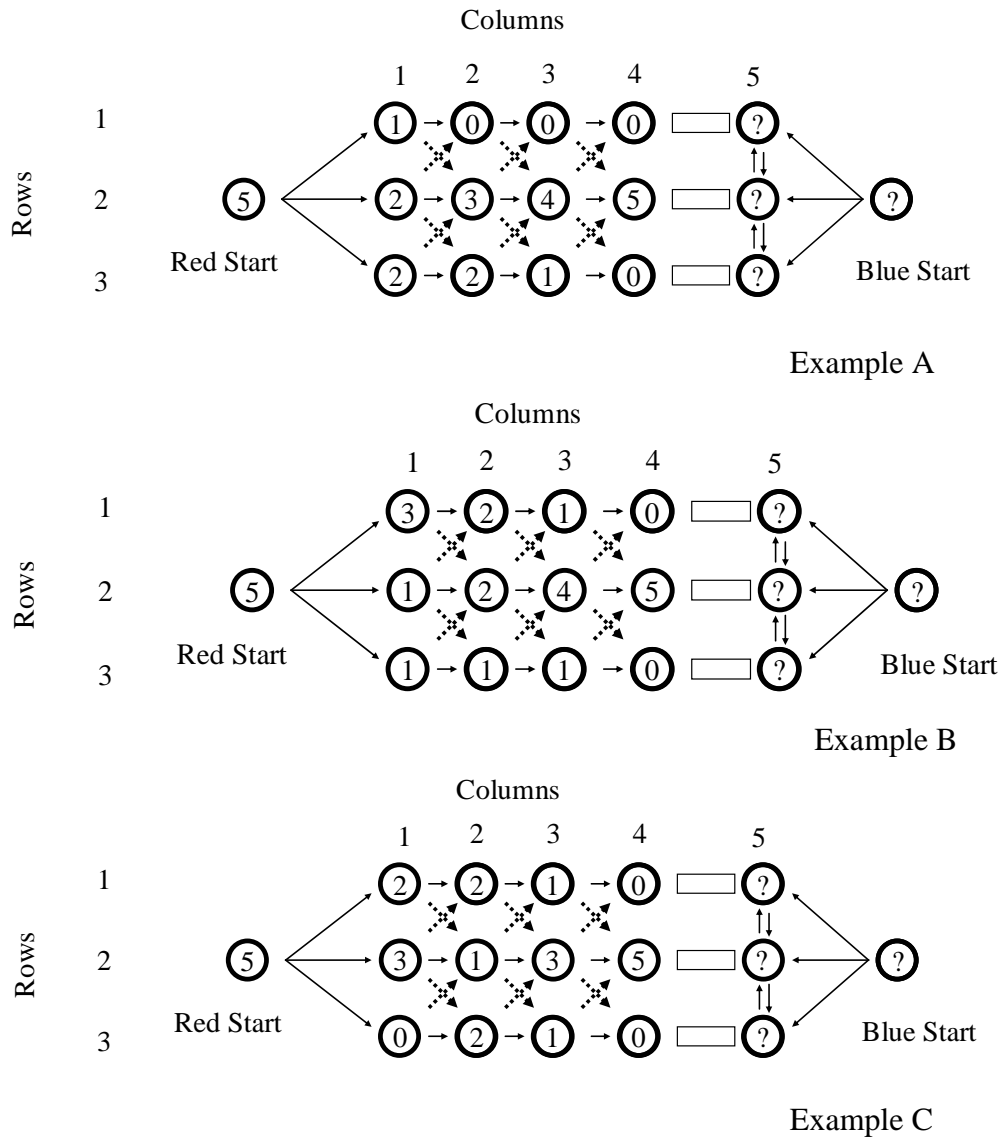 Columns
1 2 3 4 5
1 1 0 0 0 ?
Rows 2 5 2 3 4 5 ? ?
Red Start Blue Start
3 2 2 1 0 ?
Example A
Columns
1 2 3 4 5
1 3 2 1 0 ?
Rows 2 5 1 2 4 5 ? ?
Red Start Blue Start
3 1 1 1 0 ?
Example B
Columns
1 2 3 4 5
1 2 2 1 0 ?
Rows 2 5 3 1 3 5 ? ?
Red Start Blue Start
3 0 2 1 0 ?
Example C